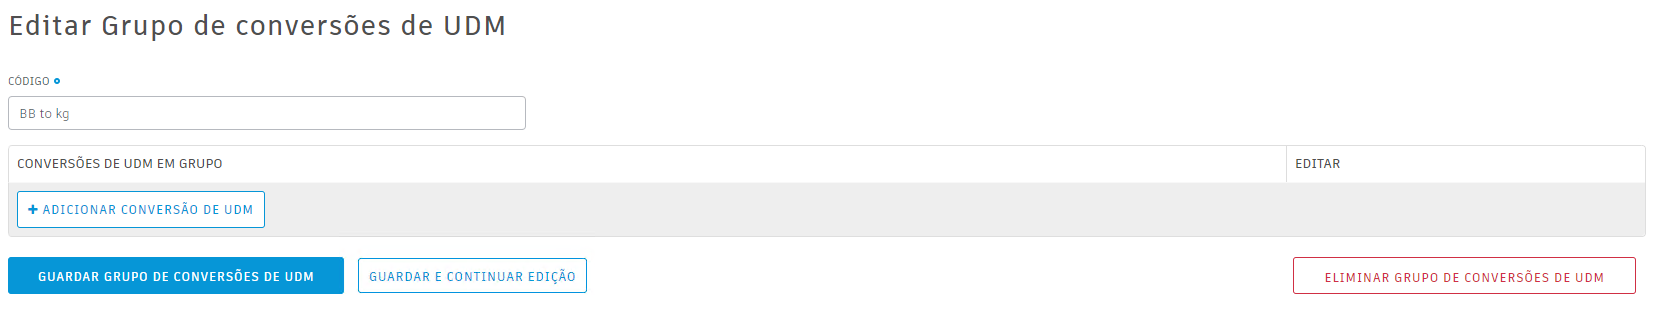 Editar Grupo de conversões de UDM
CÓDIGO
BB to kg
CONVERSÕES DE UDM EM GRUPO
EDITAR
+ ADICIONAR CONVERSÃO DE UDM
GUARDAR GRUPO DE CONVERSÕES DE UDM
GUARDAR E CONTINUAR EDIÇÃO
ELIMINAR GRUPO DE CONVERSÕES DE UDM